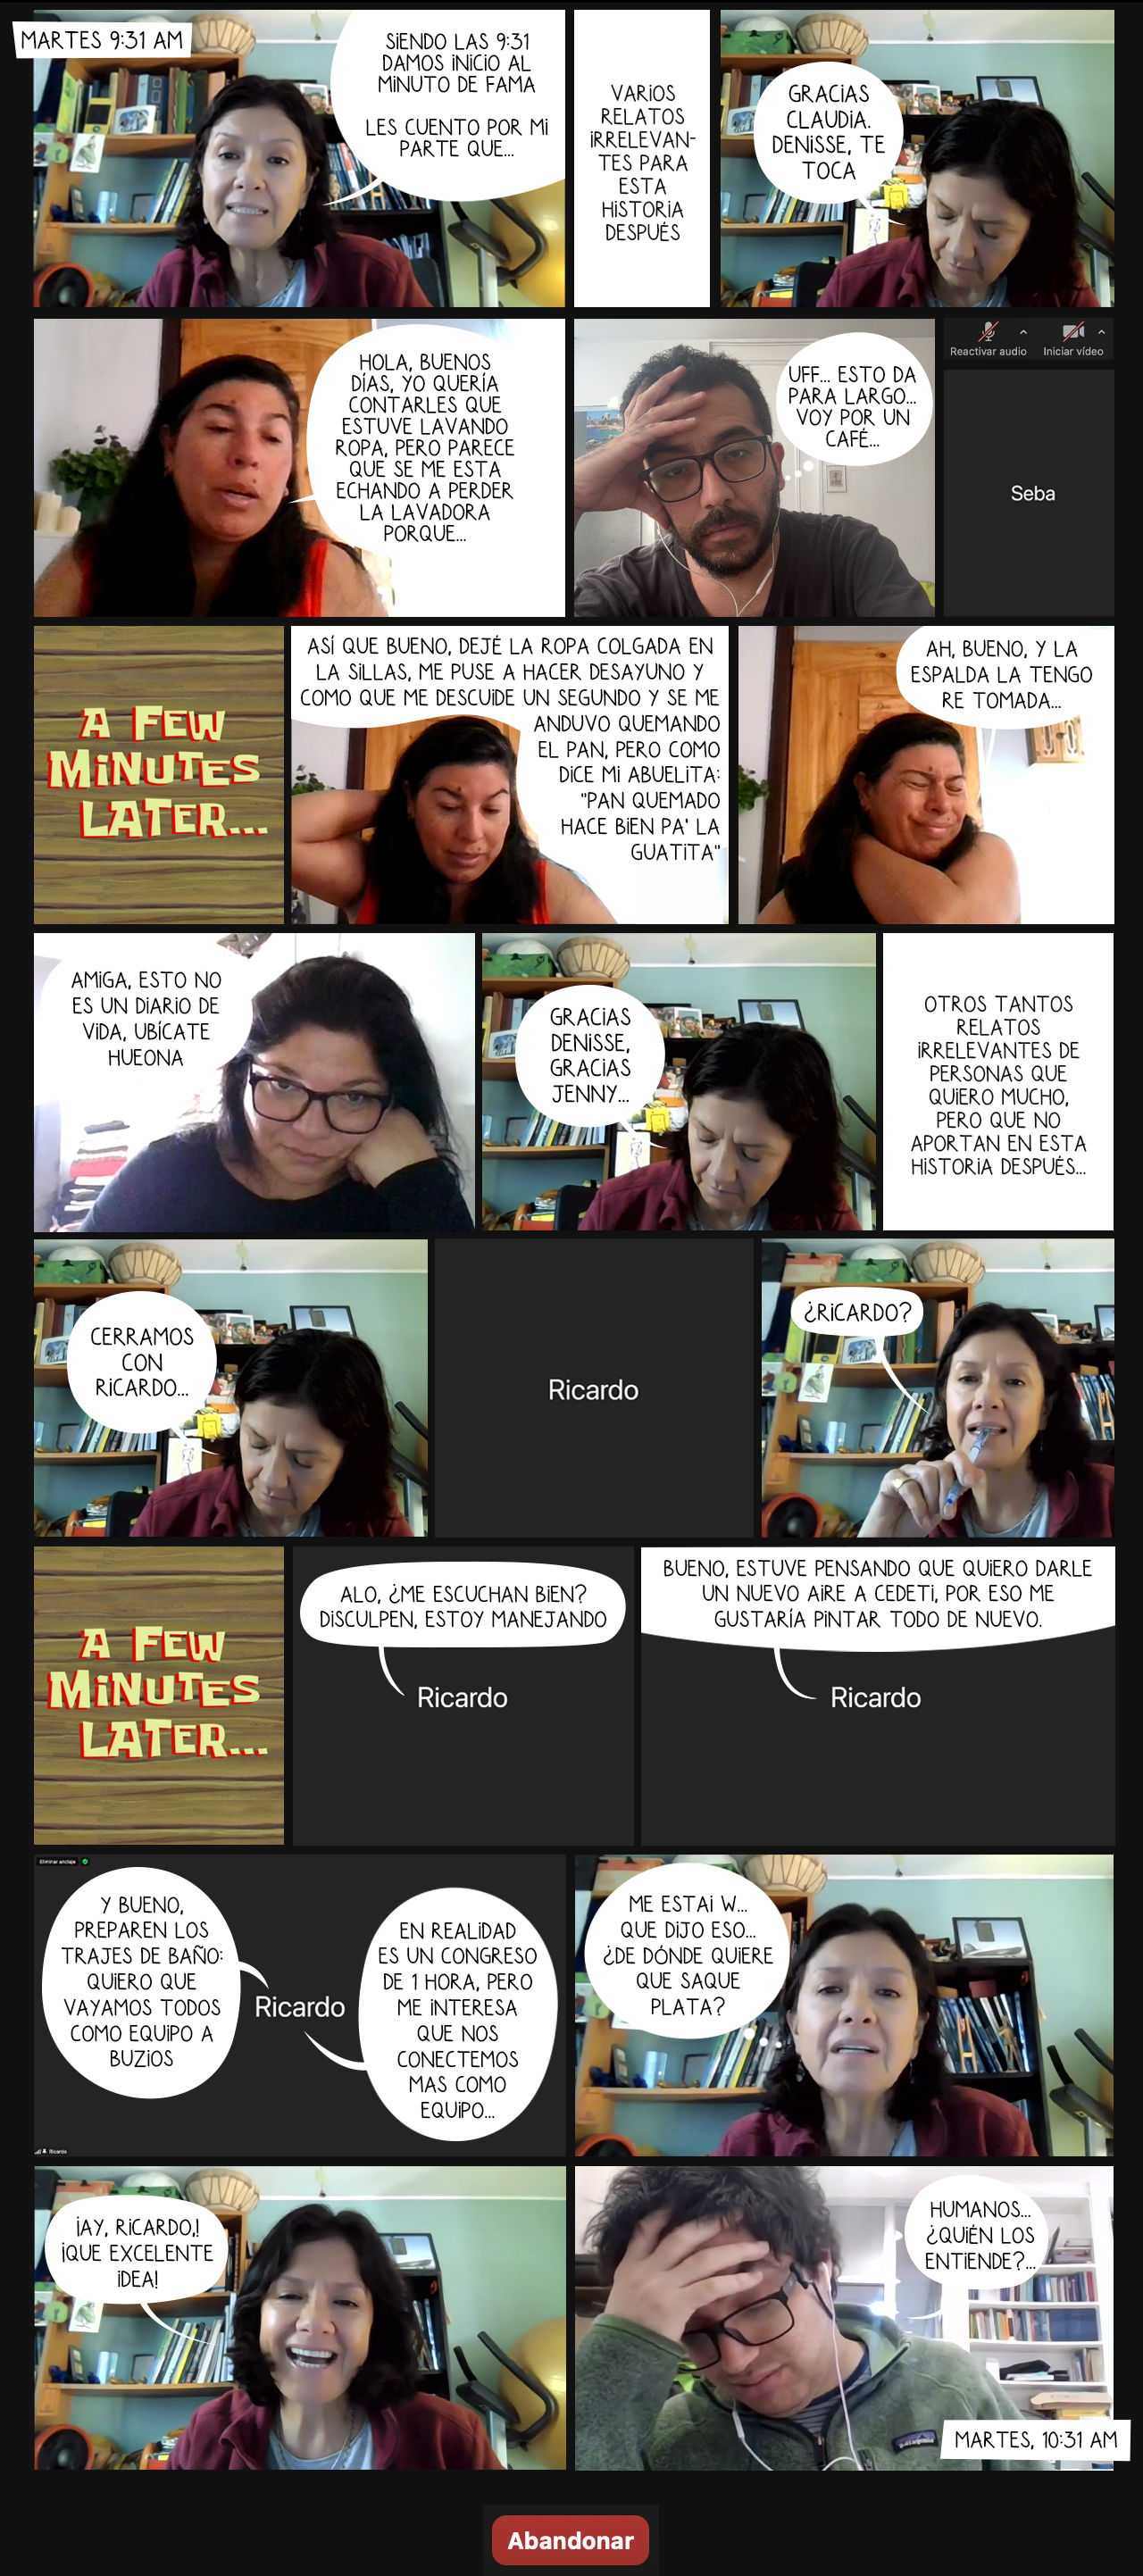 MARTES 9:31 AM
SIENDO LAS 9:31
DAMOS INICIO AL
MINUTO DE FAMA
LES CUENTO POR MI
PARTE QUE...
VARIOS
RELATOS
IRRELEVAN-
TES PARA
ESTA
HISTORIA
DESPUÉS
GRACIAS
CLAUDIA.
DENISSE, TE
TOCA
HOLA, BUENOS
DÍAS, YO QUERÍA
CONTARLES QUE
ESTUVE LAVANDO
ROPA, PERO PARECE
QUE SE ME ESTA
ECHANDO A PERDER
LA LAVADORA
PORQUE...
UFF... ESTO DA
PARA LARGO...
VOY POR UN
CAFÉ...
Reactivar audio
Iniciar vídeo
Seba
A FEW
MINUTES
LATER...
ASÍ QUE BUENO, DEJÉ LA ROPA COLGADA EN
LA SILLAS, ME PUSE A HACER DESAYUNO Y
COMO QUE ME DESCUIDE UN SEGUNDO Y SE ME
ANDUVO QUEMANDO
EL PAN, PERO COMO
DICE MI ABUELITA:
"PAN QUEMADO
HACE BIEN PA' LA
GUATITA"
AH, BUENO, Y LA
ESPALDA LA TENGO
RE TOMADA...
AMIGA, ESTO NO
ES UN DIARIO DE
VIDA, UBÍCATE
HUEONA
GRACIAS
DENISSE,
GRACIAS
JENNY...
OTROS TANTOS
RELATOS
IRRELEVANTES DE
PERSONAS QUE
QUIERO MUCHO,
PERO QUE NO
APORTAN EN ESTA
HISTORIA DESPUÉS...
CERRAMOS
CON
RICARDO...
Ricardo
¿RICARDO?
A FEW
MINUTES
LATER...
ALO, ¿ME ESCUCHAN BIEN?
DISCULPEN, ESTOY MANEJANDO
Ricardo
BUENO, ESTUVE PENSANDO QUE QUIERO DARLE
UN NUEVO AIRE A CEDETI, POR ESO ME
GUSTARÍA PINTAR TODO DE NUEVO.
Ricardo
Eliminar anclaje
Y BUENO,
PREPAREN LOS
TRAJES DE BAÑO:
QUIERO QUE
VAYAMOS TODOS
COMO EQUIPO A
BUZIOS
Ricardo
EN REALIDAD
ES UN CONGRESO
DE 1 HORA, PERO
ME INTERESA
QUE NOS
CONECTEMOS
MAS COMO
EQUIPO...
Ricardo
ME ESTAI W...
QUE DIJO ESO...
¿DE DÓNDE QUIERE
QUE SAQUE
PLATA?
¡AY, RICARDO,!
¡QUE EXCELENTE
IDEA!
HUMANOS...
¿QUIÉN LOS
ENTIENDE?...
patagonia
MARTES, 10:31 AM
Abandonar